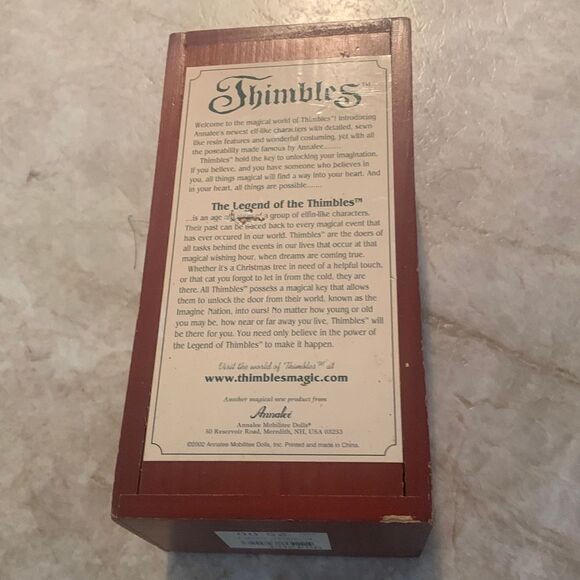 Thimbles™
Welcome to the magical world of Thimbles™! Introducing
Annalee's newest elf-like characters with detailed, sewn-
like resin features and wonderful costuming, yet with all
the poseability made famous by Annalee.......
Thimbles™ hold the key to unlocking your imagination.
If you believe, and you have someone who believes in
you, all things magical will find a way into your heart. And
in your heart, all things are possible.......
The Legend of the Thimbles™
...is an age a group of elfin-like characters.
Their past can be traced back to every magical event that
has ever occured in our world. Thimbles™ are the doers of
all tasks behind the events in our lives that occur at that
magical wishing hour, when dreams are coming true.
Whether it's a Christmas tree in need of a helpful touch,
or that cat you forgot to let in from the cold, they are
there. All Thimbles™ possess a magical key that allows
them to unlock the door from their world, known as the
Imagine Nation, into ours! No matter how young or old
you may be, how near or far away you live, Thimbles™ will
be there for you. You need only believe in the power of
the Legend of Thimbles™ to make it happen.
Visit the world of Thimbles™ at
www.thimblesmagic.com
Another magical new product from
Annalee
Annalee Mobilitee Dolls®
50 Reservoir Road, Meredith, NH, USA 03253
©2002 Annalee Mobilitee Dolls, Inc. Printed and made in China.